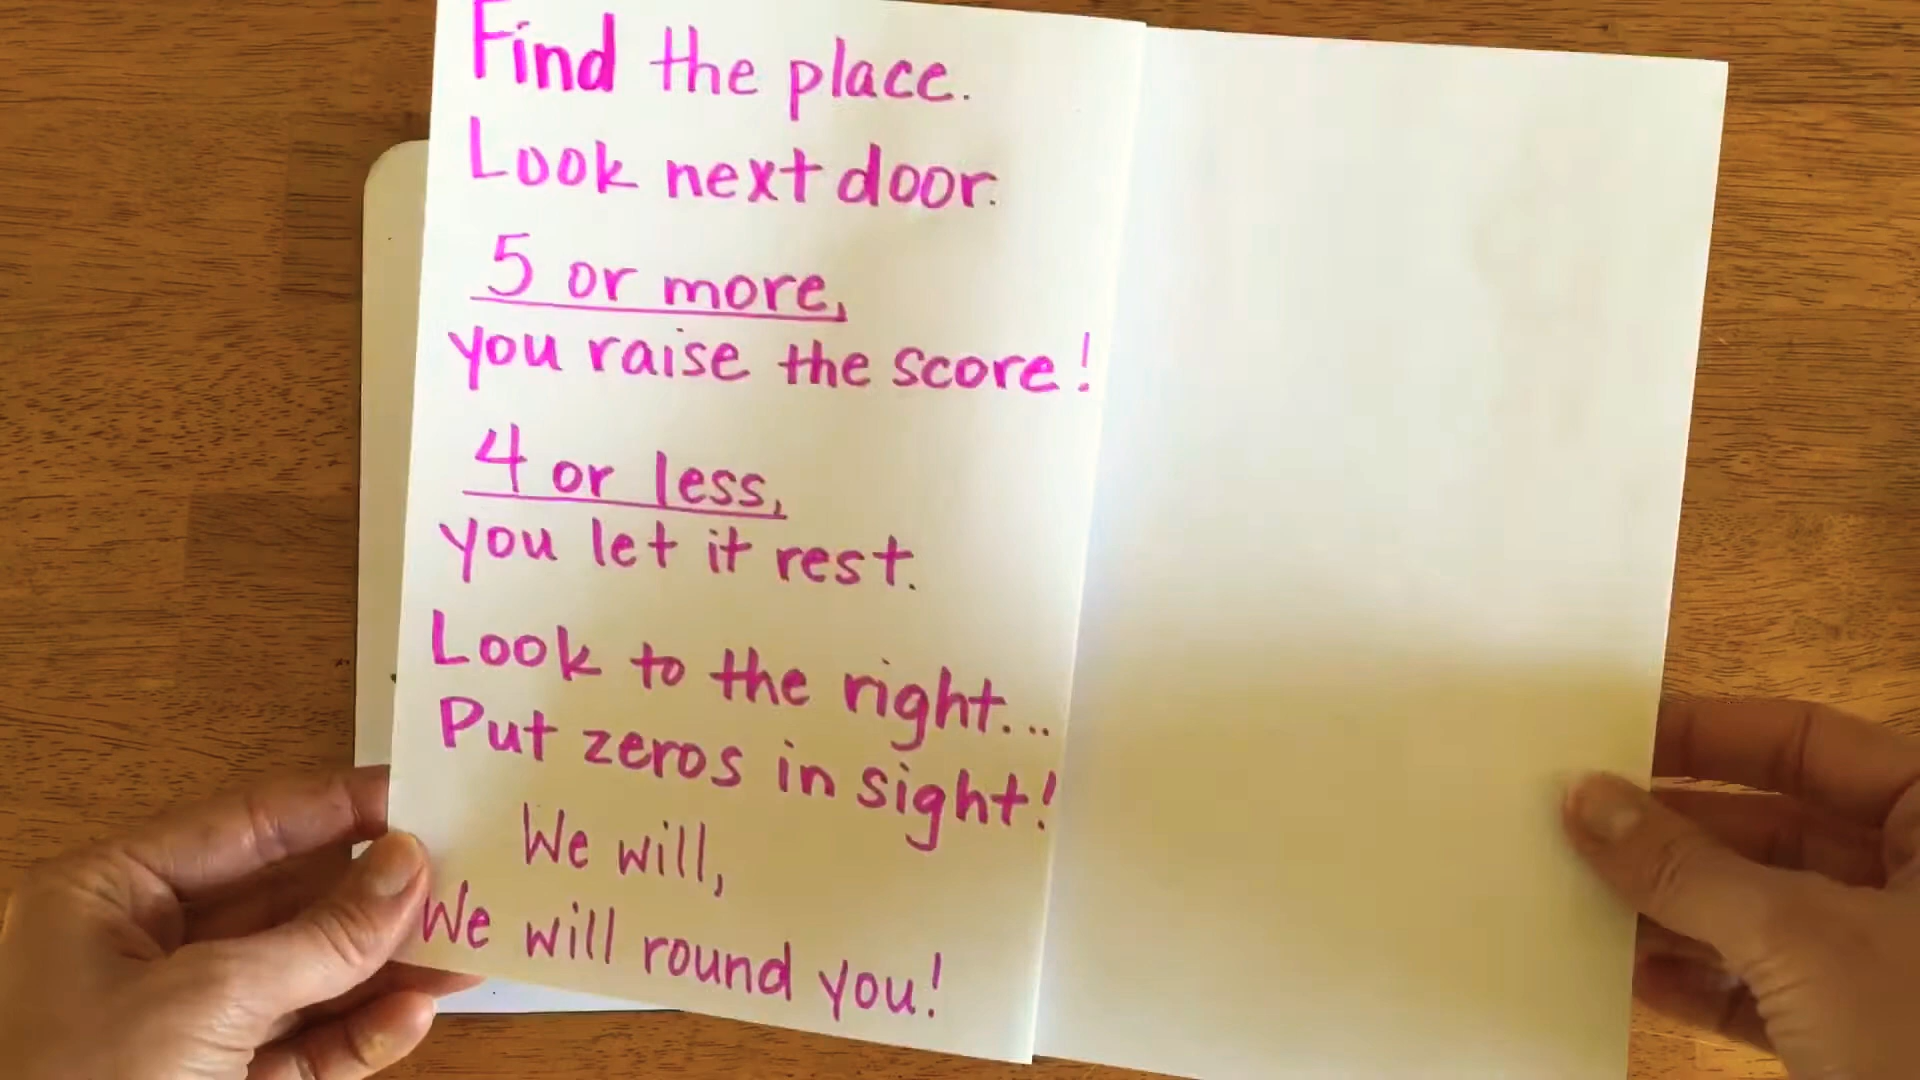 Find the place.
Look next door.
5 or more,
you raise the score!
4 or less,
you let it rest.
Look to the right...
Put zeros in sight!
We will,
We will round you!